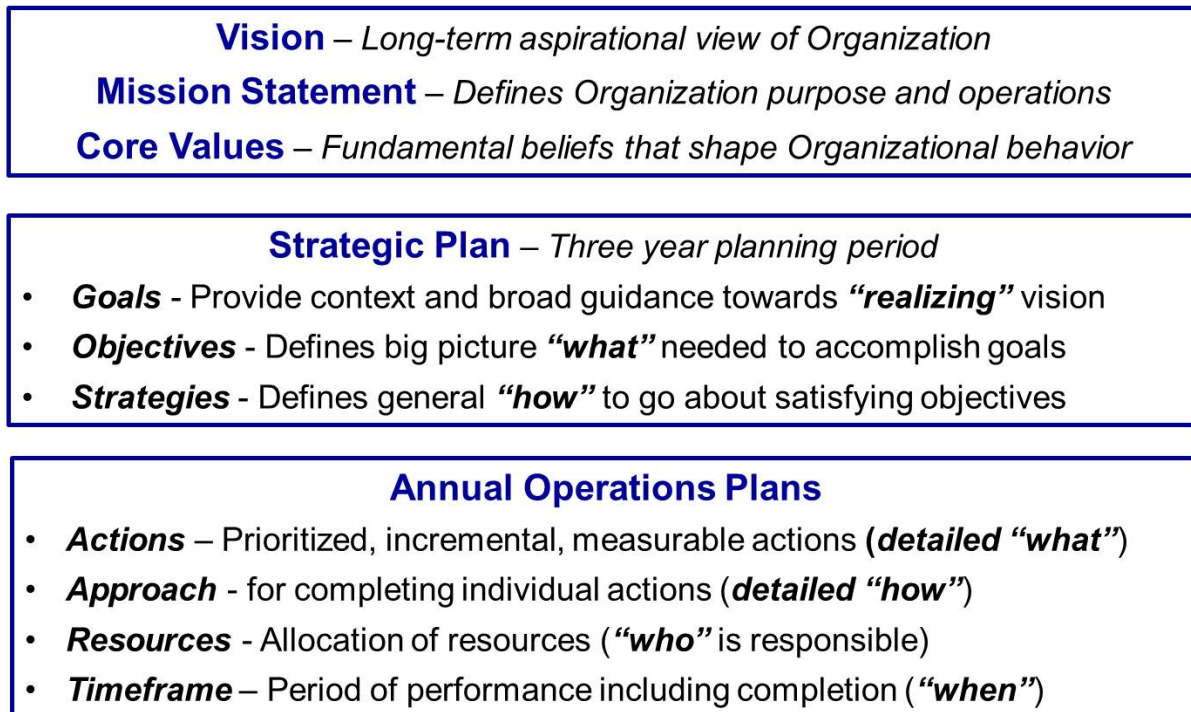 Vision – Long-term aspirational view of Organization
Mission Statement – Defines Organization purpose and operations
Core Values – Fundamental beliefs that shape Organizational behavior
Strategic Plan – Three year planning period
• Goals - Provide context and broad guidance towards “realizing” vision
• Objectives - Defines big picture “what” needed to accomplish goals
• Strategies - Defines general “how” to go about satisfying objectives
Annual Operations Plans
• Actions – Prioritized, incremental, measurable actions (detailed “what”)
• Approach - for completing individual actions (detailed “how”)
• Resources - Allocation of resources (“who” is responsible)
• Timeframe – Period of performance including completion (“when”)